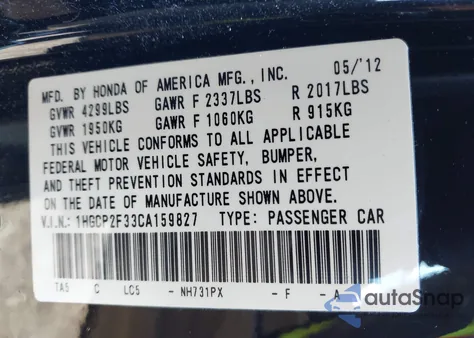 MFD. BY HONDA OF AMERICA MFG., INC. 05/'12
GVWR 4299LBS GAWR F 2337LBS R 2017LBS
GVWR 1950KG GAWR F 1060KG R 915KG
THIS VEHICLE CONFORMS TO ALL APPLICABLE
FEDERAL MOTOR VEHICLE SAFETY, BUMPER,
AND THEFT PREVENTION STANDARDS IN EFFECT
ON THE DATE OF MANUFACTURE SHOWN ABOVE.
V.I.N.: 1HGCP2F33CA159827 TYPE: PASSENGER CAR
TA5 C LC5 - NH731PX - F - A
autoSnap